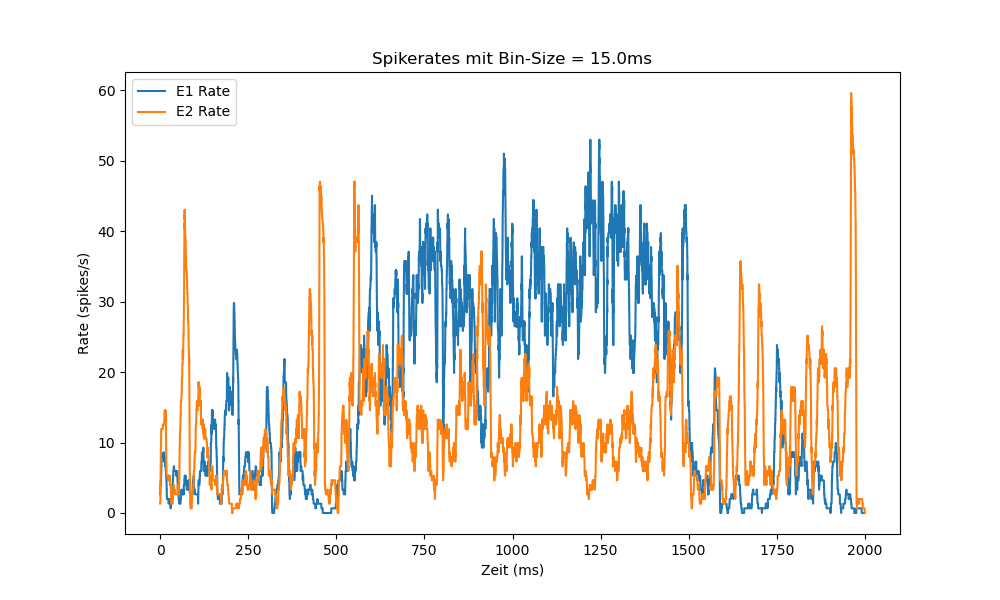 Spikerates mit Bin-Size = 15.0ms
E1 Rate
E2 Rate
Rate (spikes/s)
60
50
40
30
20
10
0
0 250 500 750 1000 1250 1500 1750 2000
Zeit (ms)